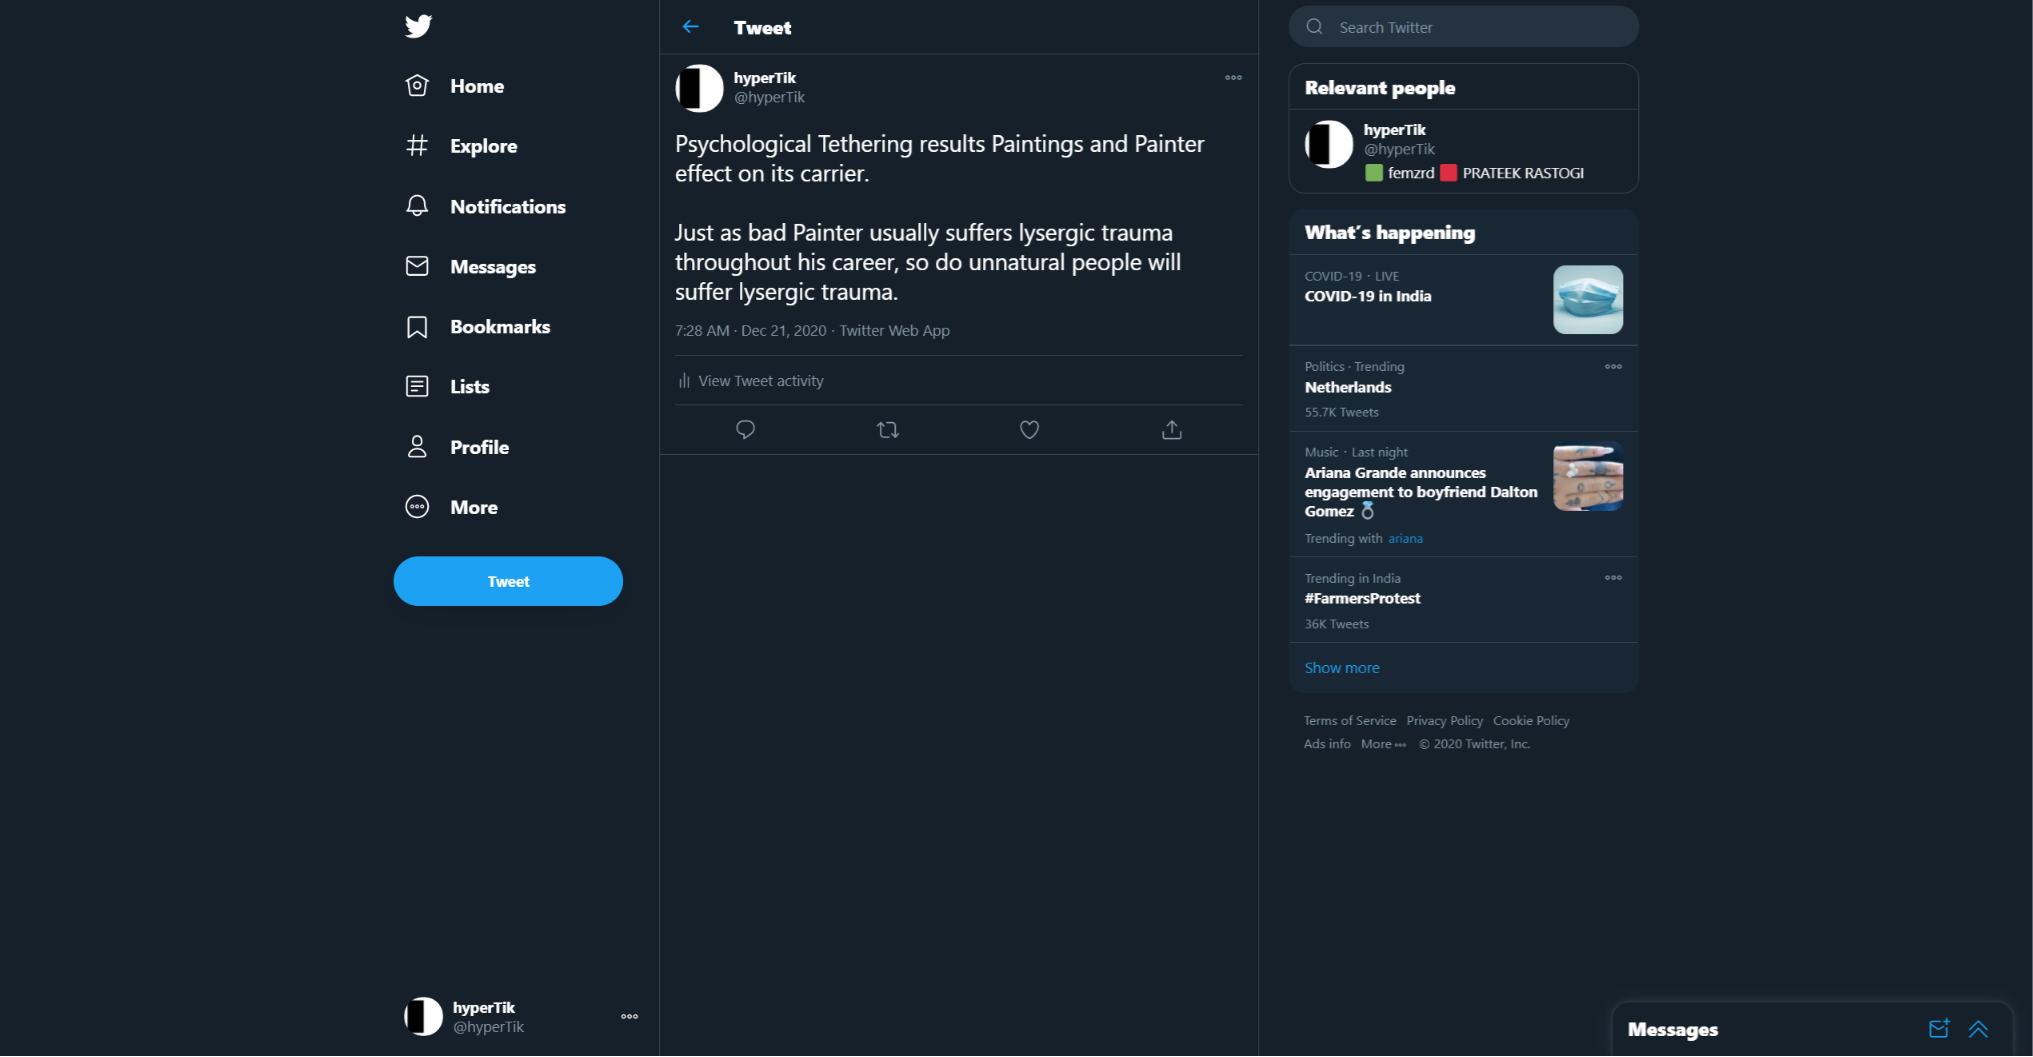 Home
Explore
Notifications
Messages
Bookmarks
Lists
Profile
More
Tweet
hyperTik
@hyperTik
Tweet
hyperTik
@hyperTik
Psychological Tethering results Paintings and Painter
effect on its carrier.
Just as bad Painter usually suffers lysergic trauma
throughout his career, so do unnatural people will
suffer lysergic trauma.
7:28 AM · Dec 21, 2020 · Twitter Web App
View Tweet activity
Search Twitter
Relevant people
hyperTik
@hyperTik
femzrd PRATEEK RASTOGI
What's happening
COVID-19 · LIVE
COVID-19 in India
Politics · Trending
Netherlands
55.7K Tweets
Music · Last night
Ariana Grande announces
engagement to boyfriend Dalton
Gomez 💍
Trending with ariana
Trending in India
#FarmersProtest
36K Tweets
Show more
Terms of Service Privacy Policy Cookie Policy
Ads info More © 2020 Twitter, Inc.
Messages